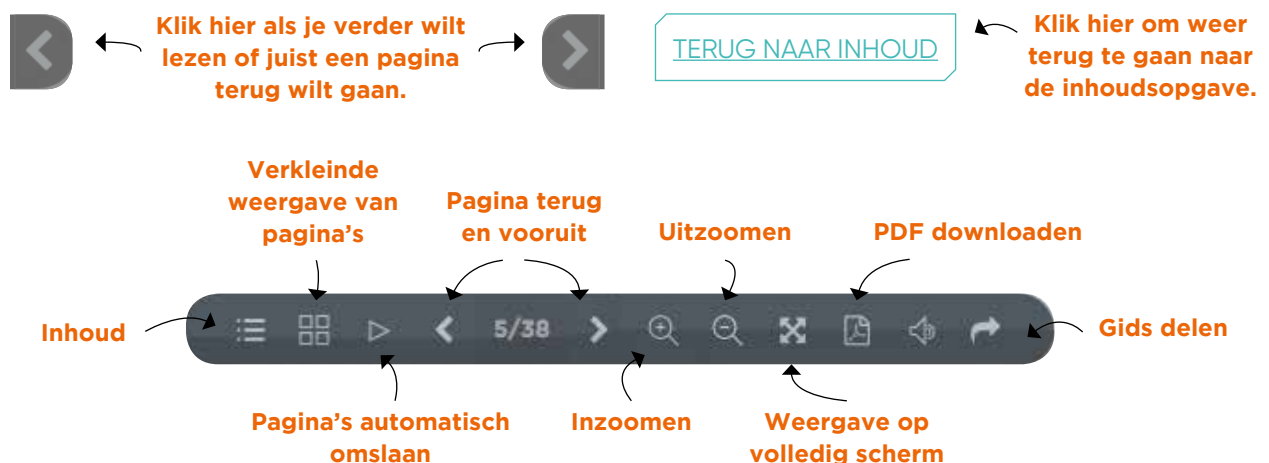 Klik hier als je verder wilt
lezen of juist een pagina
terug wilt gaan.
TERUG NAAR INHOUD
Klik hier om weer
terug te gaan naar
de inhoudsopgave.
Verkleinde
weergave van
pagina's
Pagina terug
en vooruit
Uitzoomen
PDF downloaden
Inhoud
5/38
Gids delen
Pagina's automatisch
omslaan
Inzoomen
Weergave op
volledig scherm